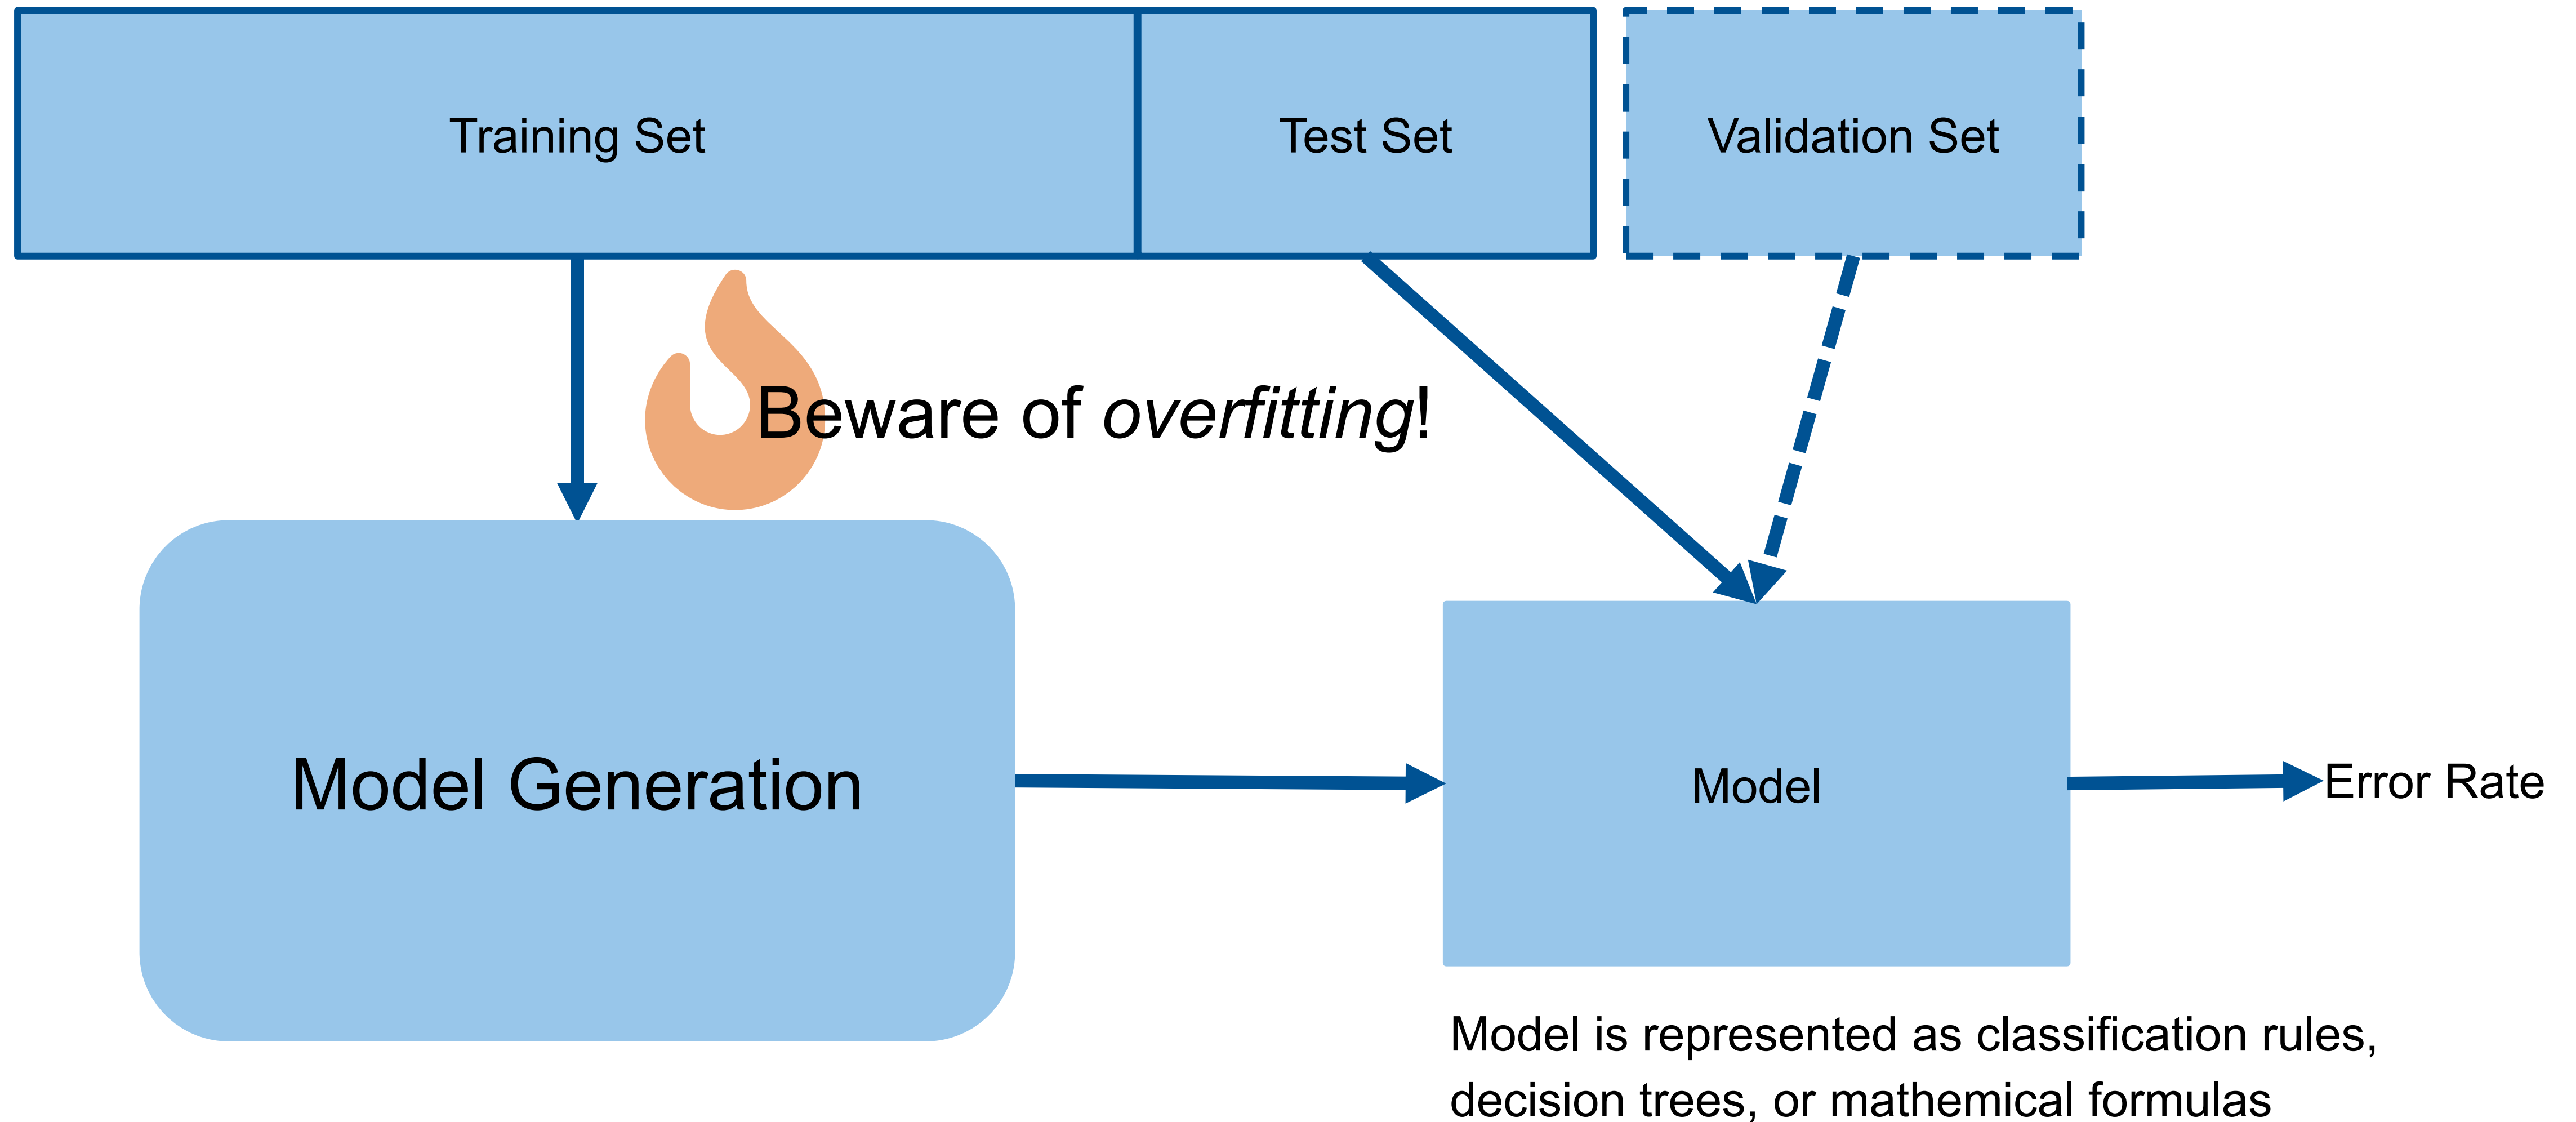 Training Set
Test Set
Validation Set
Beware of overfitting!
Model Generation
Model
Error Rate
Model is represented as classification rules,
decision trees, or mathemical formulas